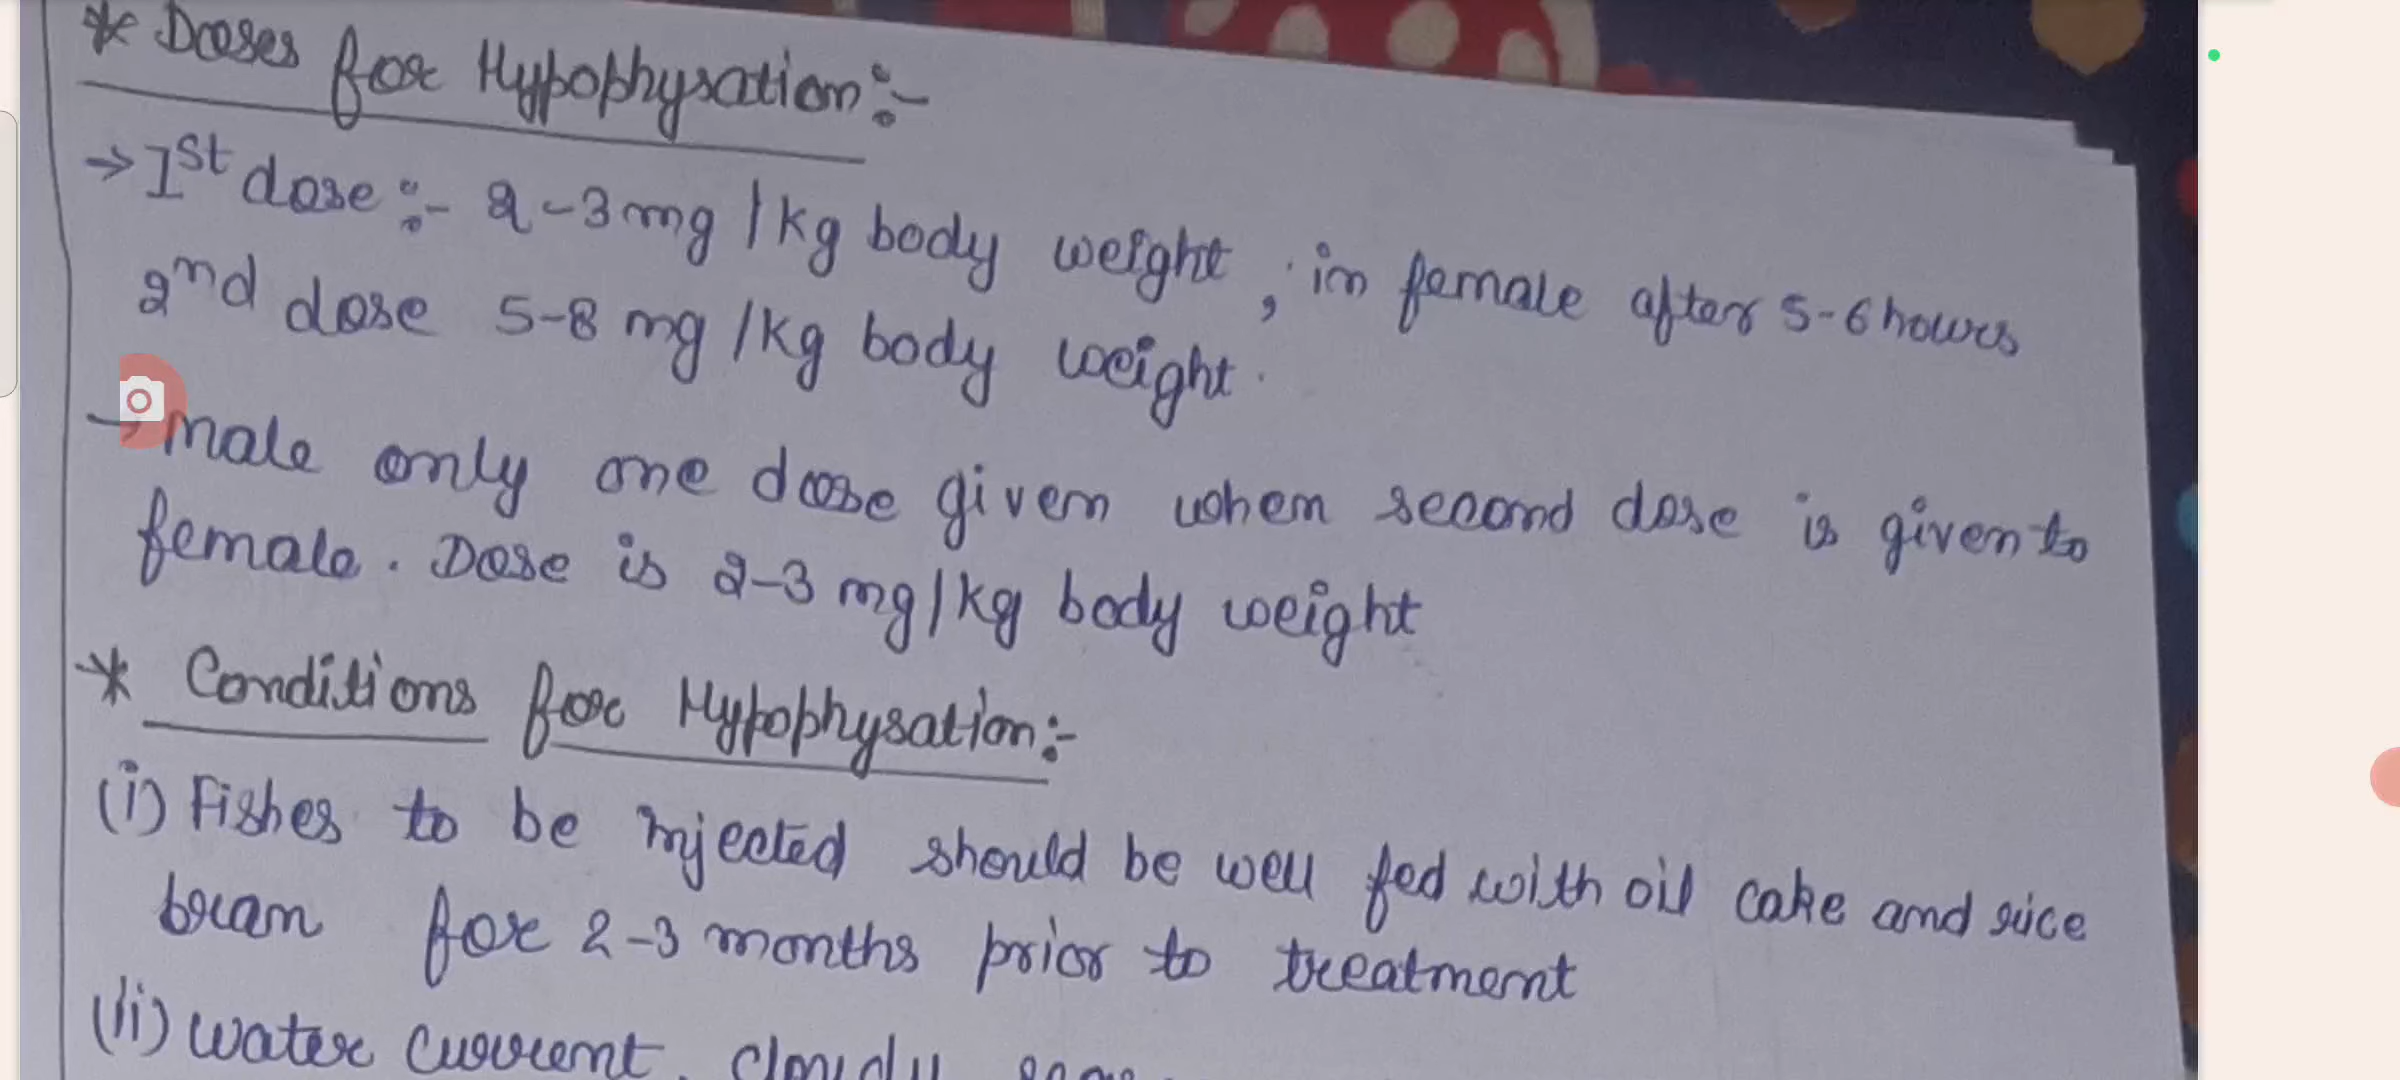 * Doses for Hypophysation:-
→ 1st dose:- 2-3 mg/kg body weight, in female after 5-6 hours
2nd dose 5-8 mg/kg body weight.
→ male only one dose given when second dose is given to
female. Dose is 2-3 mg/kg body weight
* Conditions for Hypophysation:-
(i) Fishes to be injected should be well fed with oil cake and rice
bran for 2-3 months prior to treatment
(ii) Water current, cloudy